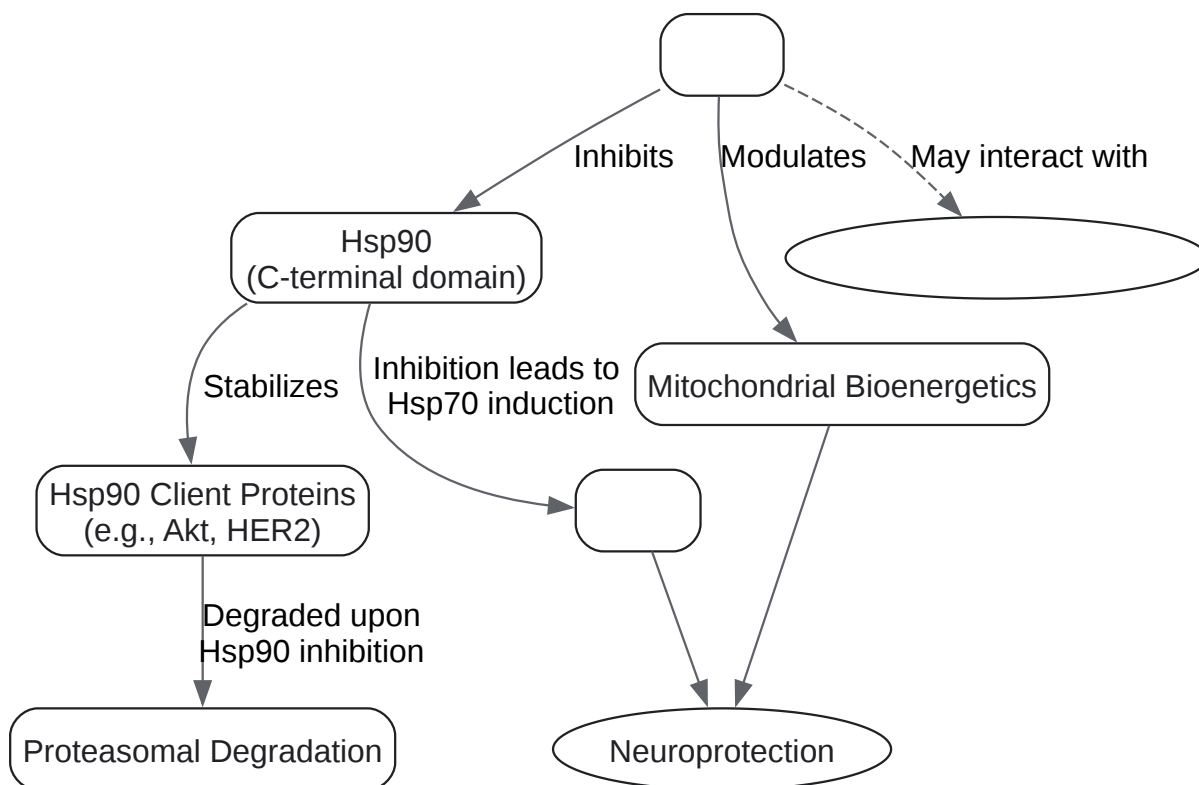 Inhibits
Modulates
May interact with
Hsp90
(C-terminal domain)
Stabilizes
Inhibition leads to
Hsp70 induction
Mitochondrial Bioenergetics
Hsp90 Client Proteins
(e.g., Akt, HER2)
Degraded upon
Hsp90 inhibition
Proteasomal Degradation
Neuroprotection